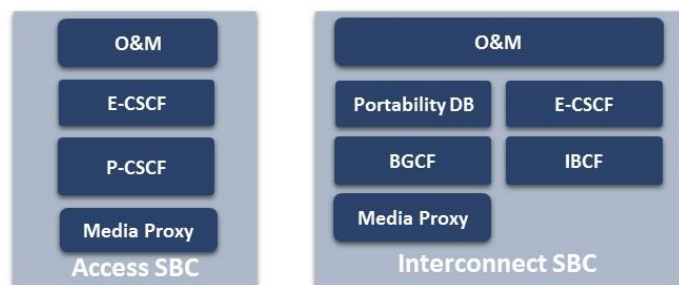 O&M
E-CSCF
P-CSCF
Media Proxy
Access SBC
O&M
Portability DB
E-CSCF
BGCF
IBCF
Media Proxy
Interconnect SBC